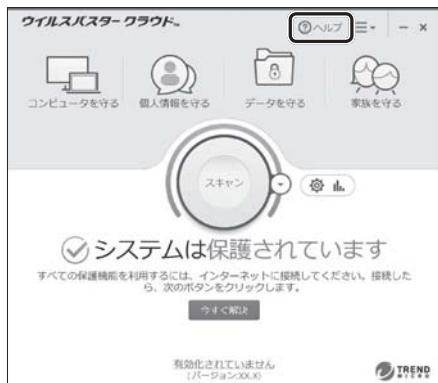 ウイルスバスター クラウド™
?ヘルプ
コンピュータを守る
個人情報を守る
データを守る
家族を守る
スキャン
システムは保護されています
すべての保護機能を利用するには、インターネットに接続してください。接続した
ら、次のボタンをクリックします。
今すぐ解決
有効化されていません
(バージョン:XX.X)
TREND
MICRO